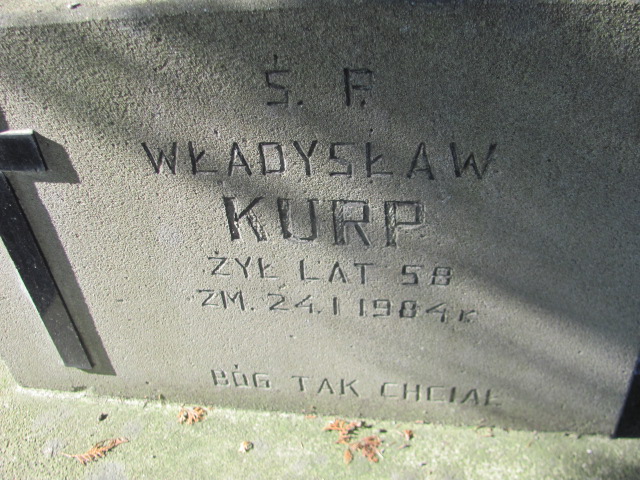 Ś. P.
WŁADYSŁAW
KURP
ŻYŁ LAT 58
ZM. 24.I 1984 R.
BÓG TAK CHCIAŁ